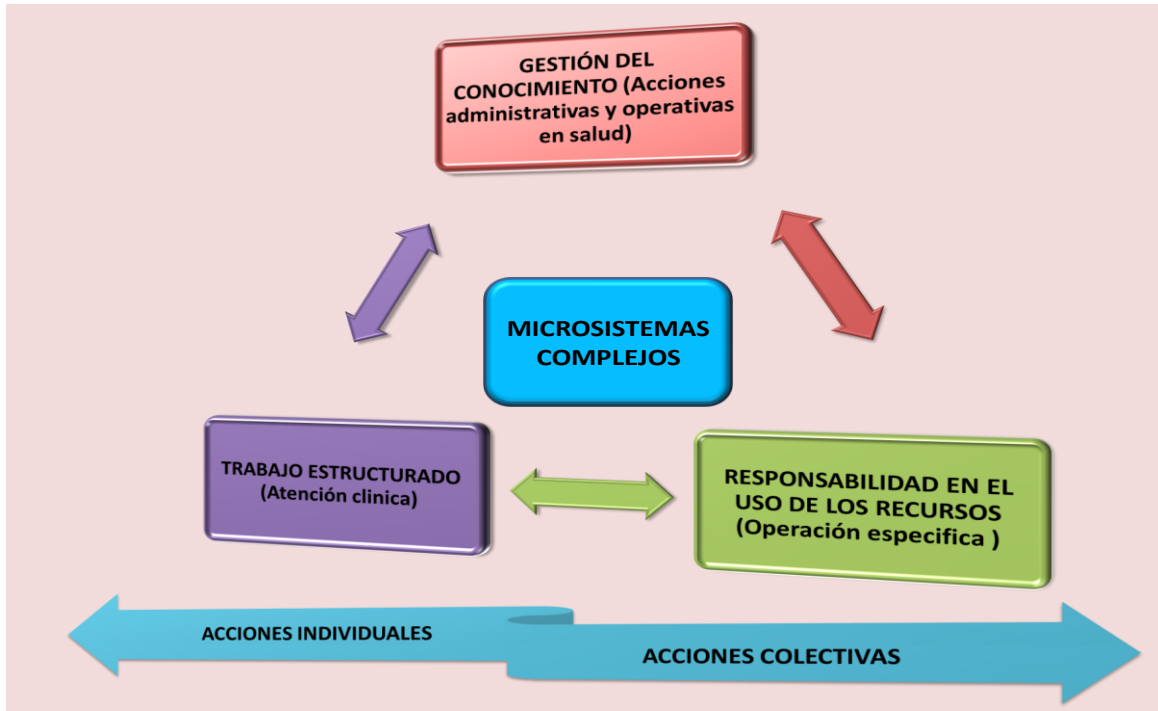 GESTIÓN DEL
CONOCIMIENTO (Acciones
administrativas y operativas
en salud)
MICROSISTEMAS
COMPLEJOS
TRABAJO ESTRUCTURADO
(Atención clinica)
RESPONSABILIDAD EN EL
USO DE LOS RECURSOS
(Operación especifica )
ACCIONES INDIVIDUALES
ACCIONES COLECTIVAS